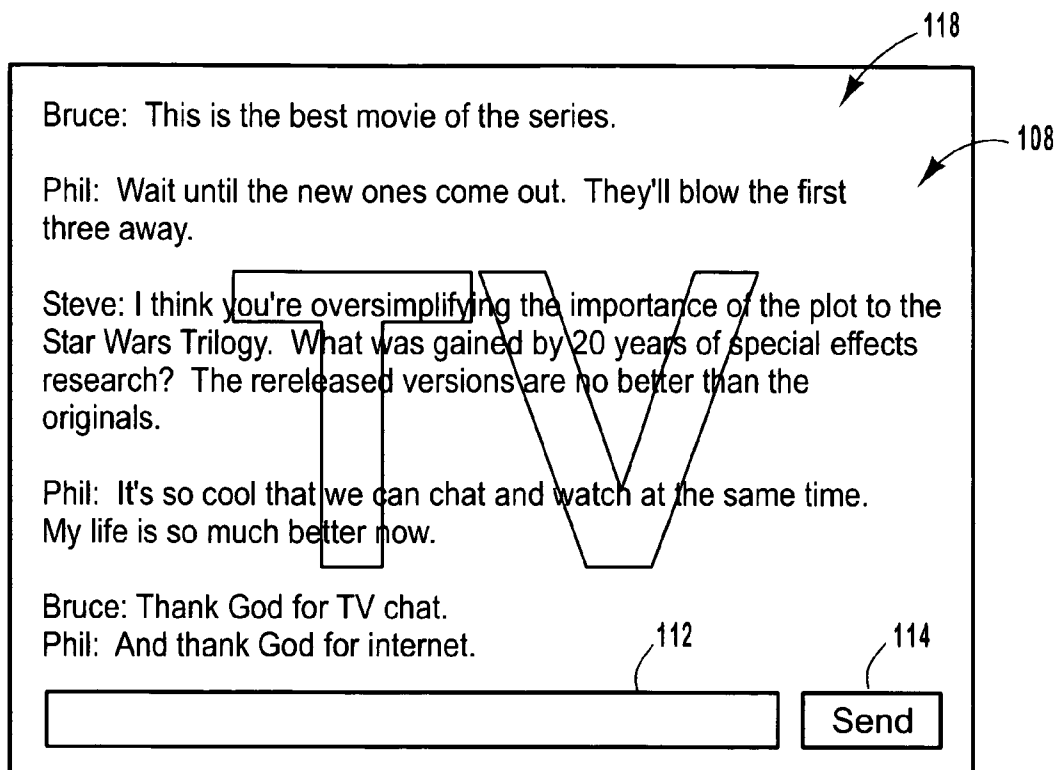 118
Bruce: This is the best movie of the series.
108
Phil: Wait until the new ones come out. They'll blow the first
three away.
TV
Steve: I think you're oversimplifying the importance of the plot to the
Star Wars Trilogy. What was gained by 20 years of special effects
research? The rereleased versions are no better than the
originals.
Phil: It's so cool that we can chat and watch at the same time.
My life is so much better now.
Bruce: Thank God for TV chat.
Phil: And thank God for internet.
112
114
Send